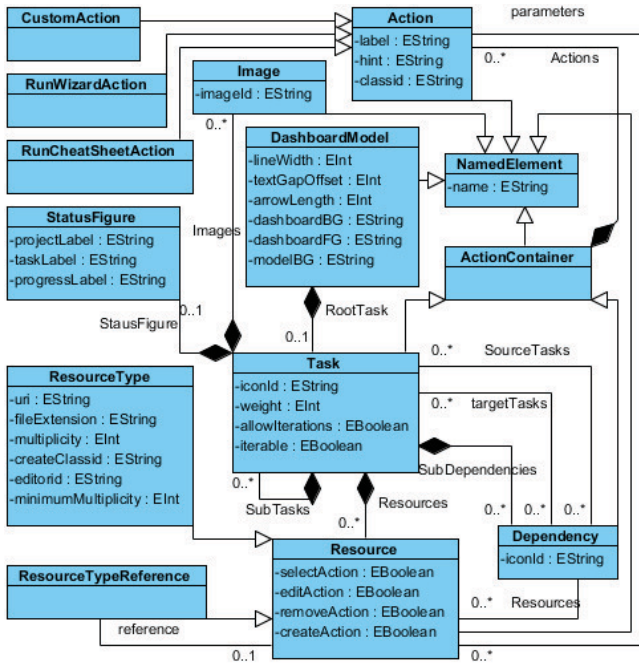 CustomAction
Action
-label : EString
-hint : EString
-classid : EString
parameters
0..*
Actions
RunWizardAction
Image
-imageId : EString
0..*
RunCheatSheetAction
DashboardModel
-lineWidth : EInt
-textGapOffset : EInt
-arrowLength : EInt
-dashboardBG : EString
-dashboardFG : EString
-modelBG : EString
NamedElement
-name : EString
StatusFigure
-projectLabel : EString
-taskLabel : EString
-progressLabel : EString
Images
ActionContainer
0..1
StausFigure
RootTask
0..1
Task
-iconId : EString
-weight : EInt
-allowIterations : EBoolean
-iterable : EBoolean
0..*
SourceTasks
0..*
targetTasks
ResourceType
-uri : EString
-fileExtension : EString
-multiplicity : EInt
-createClassid : EString
-editorid : EString
-minimumMultiplicity : EInt
SubDependencies
0..*
SubTasks
Resources
0..*
0..*
0..*
0..*
Dependency
-iconId : EString
Resource
-selectAction : EBoolean
-editAction : EBoolean
-removeAction : EBoolean
-createAction : EBoolean
ResourceTypeReference
0..*
Resources
reference
0..1
0..*